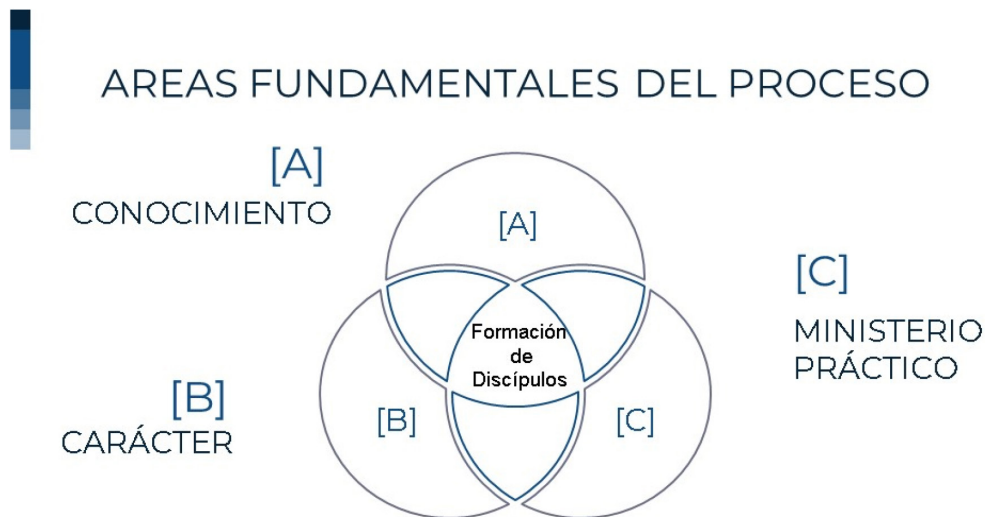 AREAS FUNDAMENTALES DEL PROCESO
[A]
CONOCIMIENTO
[A]
[C]
MINISTERIO
PRÁCTICO
Formación
de
Discípulos
[B]
CARÁCTER
[B]
[C]